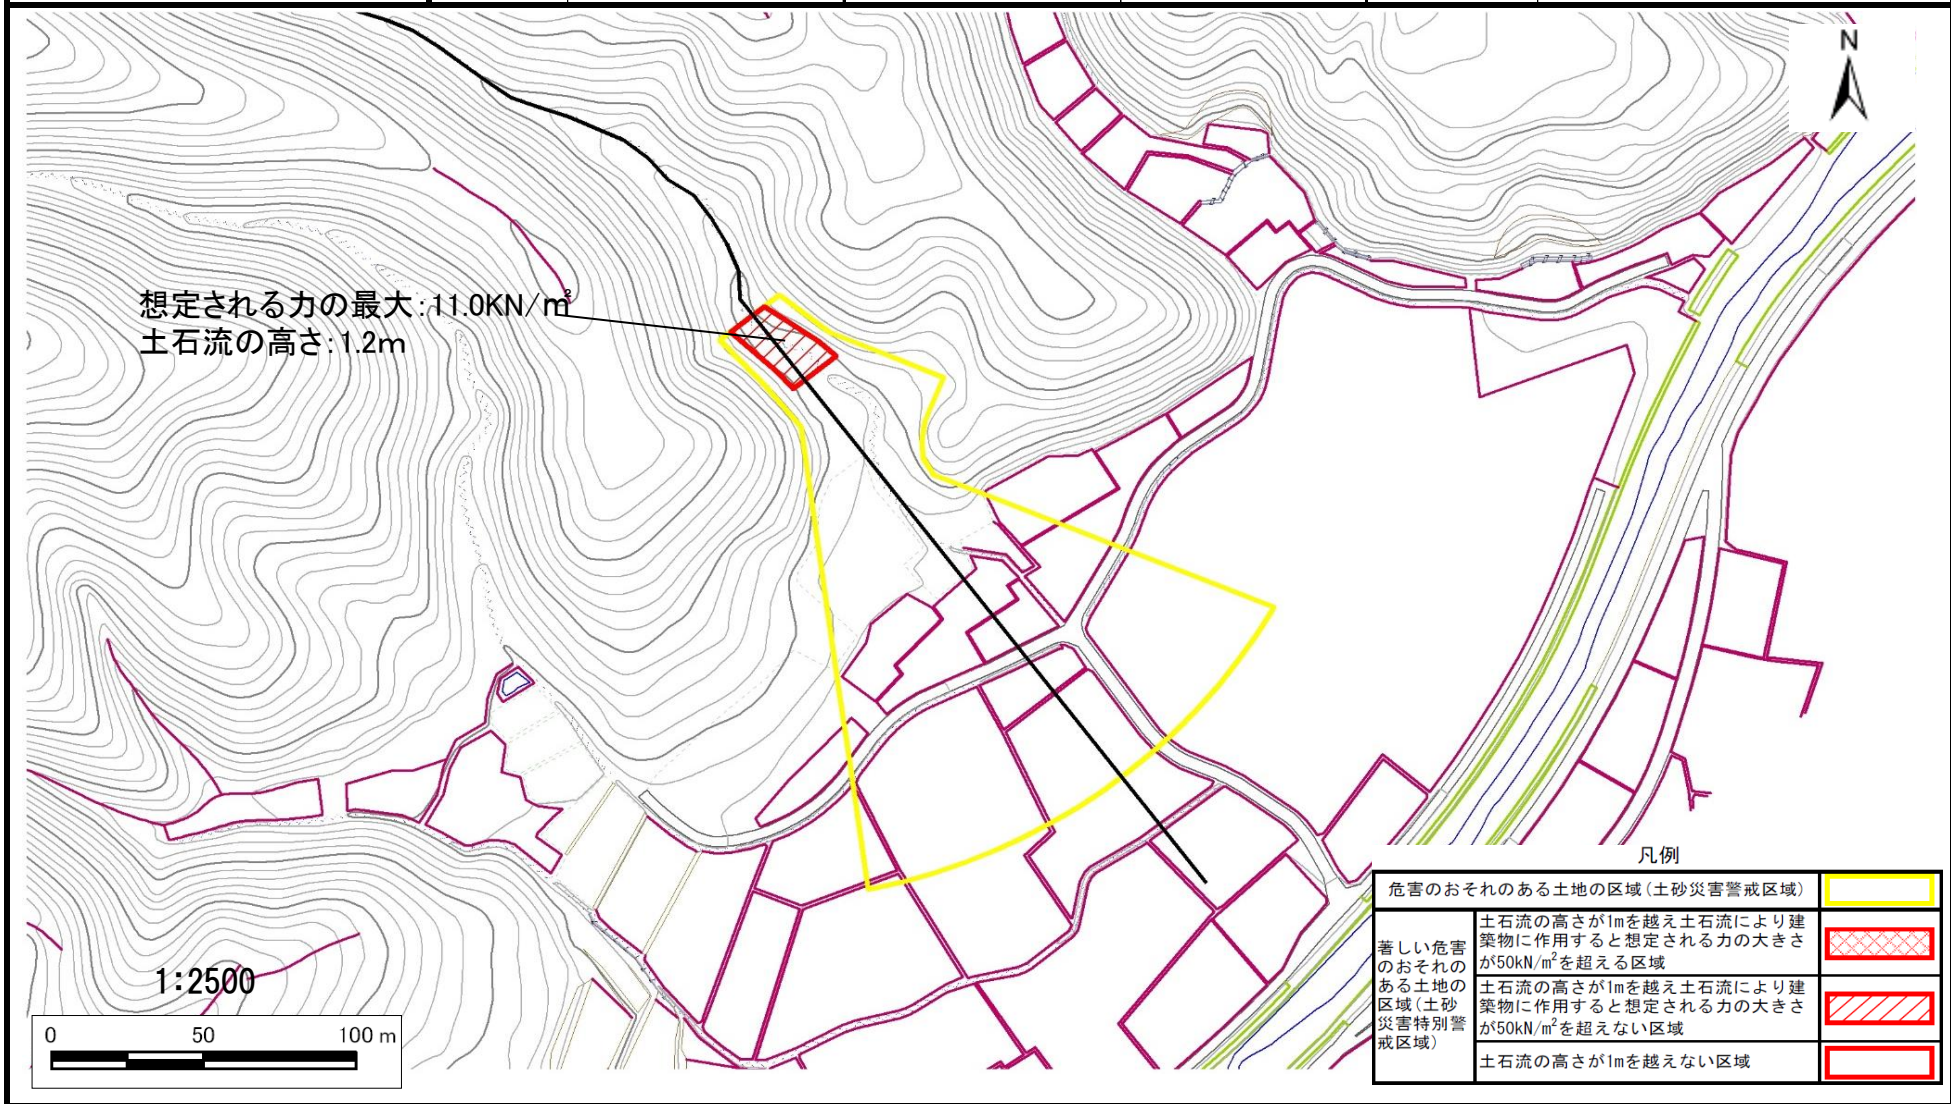 N
想定される力の最大:11.0KN/㎡
土石流の高さ:1.2m
1:2500
0 50 100 m
凡例
危害のおそれのある土地の区域(土砂災害警戒区域)
著しい危害
のおそれの
ある土地の
区域(土砂
災害特別警
戒区域)
土石流の高さが1mを越え土石流により建
築物に作用すると想定される力の大きさ
が50kN/㎡を超える区域
土石流の高さが1mを越え土石流により建
築物に作用すると想定される力の大きさ
が50kN/㎡を超えない区域
土石流の高さが1mを越えない区域